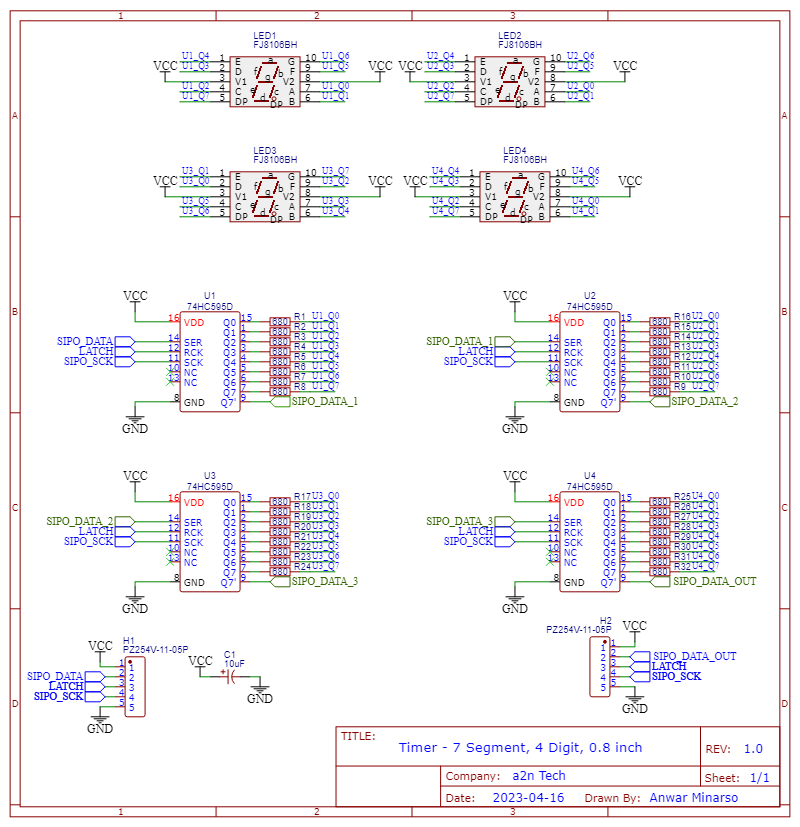 1 2 3
LED1 LED2
FJ8106BH FJ8106BH
U1_Q4 1 E a G 10 U1_Q6 U2_Q4 1 E a G 10 U2_Q6
VCC U1_Q3 2 D f b F 9 U1_Q5 VCC VCC U2_Q3 2 D f b F 9 U2_Q5 VCC
3 V1 g V2 8 3 V1 g V2 8
U1_Q2 4 C e c A 7 U1_Q0 U2_Q2 4 C e c A 7 U2_Q0
U1_Q7 5 DP d DP B 6 U1_Q1 U2_Q7 5 DP d DP B 6 U2_Q1
A A
LED3 LED4
FJ8106BH FJ8106BH
U3_Q1 1 E a G 10 U3_Q7 U4_Q4 1 E a G 10 U4_Q6
VCC U3_Q0 2 D f b F 9 U3_Q2 VCC VCC U4_Q3 2 D f b F 9 U4_Q5 VCC
3 V1 g V2 8 3 V1 g V2 8
U3_Q5 4 C e c A 7 U3_Q3 U4_Q2 4 C e c A 7 U4_Q0
U3_Q6 5 DP d DP B 6 U3_Q4 U4_Q7 5 DP d DP B 6 U4_Q1
VCC U1 VCC U2
74HC595D 74HC595D
B B
16 VDD Q0 15 680 R1 U1_Q0 16 VDD Q0 15 680 R16 U2_Q0
Q1 1 680 R2 U1_Q1 Q1 1 680 R15 U2_Q1
SIPO_DATA 14 SER Q2 2 680 R3 U1_Q2 SIPO_DATA_1 14 SER Q2 2 680 R14 U2_Q2
LATCH 12 RCK Q3 3 680 R4 U1_Q3 LATCH 12 RCK Q3 3 680 R13 U2_Q3
SIPO_SCK 11 SCK Q4 4 680 R5 U1_Q4 SIPO_SCK 11 SCK Q4 4 680 R12 U2_Q4
10 NC Q5 5 680 R6 U1_Q5 10 NC Q5 5 680 R11 U2_Q5
13 NC Q6 6 680 R7 U1_Q6 13 NC Q6 6 680 R10 U2_Q6
Q7 7 680 R8 U1_Q7 Q7 7 680 R9 U2_Q7
8 GND Q7' 9 SIPO_DATA_1 8 GND Q7' 9 SIPO_DATA_2
GND GND
VCC U3 VCC U4
74HC595D 74HC595D
16 VDD Q0 15 680 R17 U3_Q0 16 VDD Q0 15 680 R25 U4_Q0
C C
Q1 1 680 R18 U3_Q1 Q1 1 680 R26 U4_Q1
SIPO_DATA_2 14 SER Q2 2 680 R19 U3_Q2 SIPO_DATA_3 14 SER Q2 2 680 R27 U4_Q2
LATCH 12 RCK Q3 3 680 R20 U3_Q3 LATCH 12 RCK Q3 3 680 R28 U4_Q3
SIPO_SCK 11 SCK Q4 4 680 R21 U3_Q4 SIPO_SCK 11 SCK Q4 4 680 R29 U4_Q4
10 NC Q5 5 680 R22 U3_Q5 10 NC Q5 5 680 R30 U4_Q5
13 NC Q6 6 680 R23 U3_Q6 13 NC Q6 6 680 R31 U4_Q6
Q7 7 680 R24 U3_Q7 Q7 7 680 R32 U4_Q7
8 GND Q7' 9 SIPO_DATA_3 8 GND Q7' 9 SIPO_DATA_OUT
GND GND
H1 H2
PZ254V-11-05P PZ254V-11-05P
VCC VCC C1 VCC
1 1 10uF 1 1
SIPO_DATA 2 2 + 2 2 SIPO_DATA_OUT
LATCH 3 3 3 3 LATCH
SIPO_SCK 4 4 4 4 SIPO_SCK
5 5 5 5
GND GND GND
D D
TITLE:
Timer - 7 Segment, 4 Digit, 0.8 inch
REV: 1.0
Company: a2n Tech
Sheet: 1/1
Date: 2023-04-16 Drawn By: Anwar Minarso
1 2 3